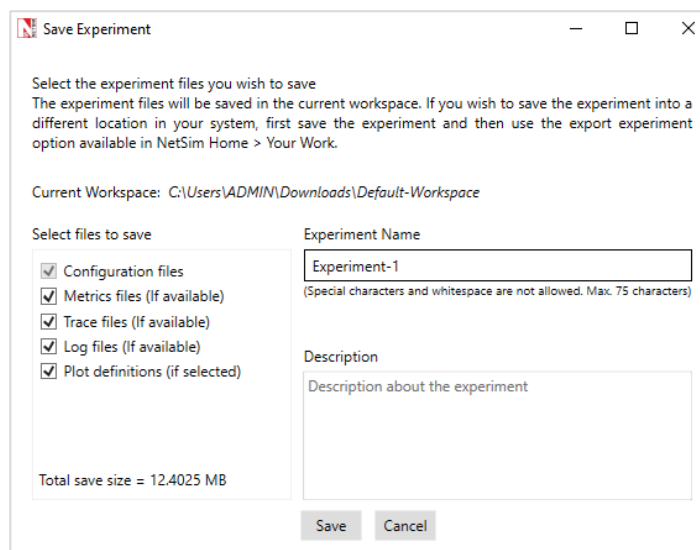 Save Experiment
Select the experiment files you wish to save
The experiment files will be saved in the current workspace. If you wish to save the experiment into a
different location in your system, first save the experiment and then use the export experiment
option available in NetSim Home > Your Work.
Current Workspace: C:\Users\ADMIN\Downloads\Default-Workspace
Select files to save
Configuration files
Metrics files (If available)
Trace files (If available)
Log files (If available)
Plot definitions (if selected)
Total save size = 12.4025 MB
Experiment Name
Experiment-1
(Special characters and whitespace are not allowed. Max. 75 characters)
Description
Description about the experiment
Save
Cancel